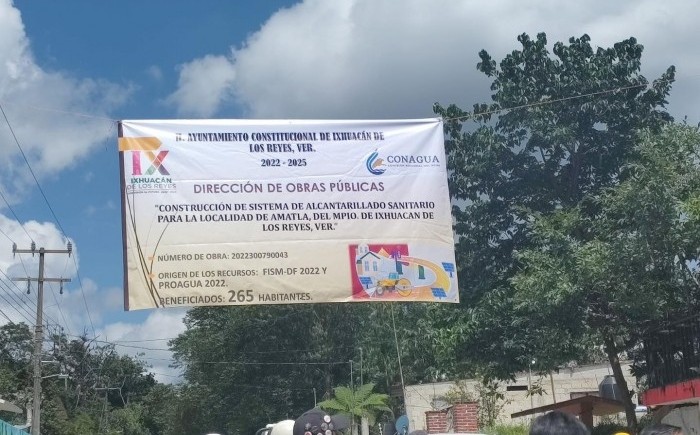 H. AYUNTAMIENTO CONSTITUCIONAL DE IXHUACÁN DE
LOS REYES, VER.
2022 - 2025
IXHUACÁN
DE LOS REYES
CONAGUA
DIRECCIÓN DE OBRAS PÚBLICAS
"CONSTRUCCIÓN DE SISTEMA DE ALCANTARILLADO SANITARIO
PARA LA LOCALIDAD DE AMATLA, DEL MPIO. DE IXHUACAN DE
LOS REYES, VER."
NÚMERO DE OBRA: 2022300790043
ORIGEN DE LOS RECURSOS: FISM-DF 2022 Y
PROAGUA 2022.
BENEFICIADOS: 265 HABITANTES.